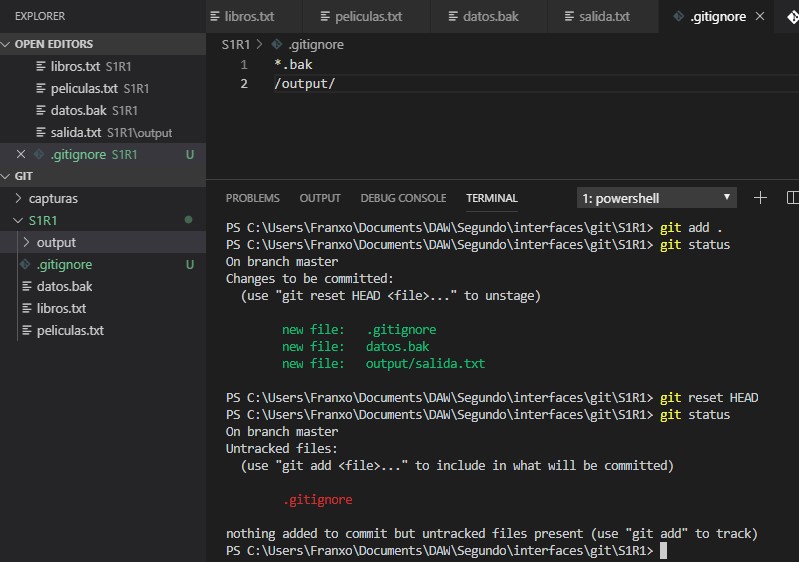 EXPLORER
OPEN EDITORS
libros.txt S1R1
peliculas.txt S1R1
datos.bak S1R1
salida.txt S1R1\output
.gitignore S1R1 U
GIT
capturas
S1R1
output
.gitignore U
datos.bak
libros.txt
peliculas.txt
libros.txt peliculas.txt datos.bak salida.txt .gitignore
S1R1 > .gitignore
1 *.bak
2 /output/
PROBLEMS OUTPUT DEBUG CONSOLE TERMINAL 1: powershell
PS C:\Users\Franxo\Documents\DAW\Segundo\interfaces\git\S1R1> git add .
PS C:\Users\Franxo\Documents\DAW\Segundo\interfaces\git\S1R1> git status
On branch master
Changes to be committed:
(use "git reset HEAD <file>..." to unstage)
new file: .gitignore
new file: datos.bak
new file: output/salida.txt
PS C:\Users\Franxo\Documents\DAW\Segundo\interfaces\git\S1R1> git reset HEAD
PS C:\Users\Franxo\Documents\DAW\Segundo\interfaces\git\S1R1> git status
On branch master
Untracked files:
(use "git add <file>..." to include in what will be committed)
.gitignore
nothing added to commit but untracked files present (use "git add" to track)
PS C:\Users\Franxo\Documents\DAW\Segundo\interfaces\git\S1R1>